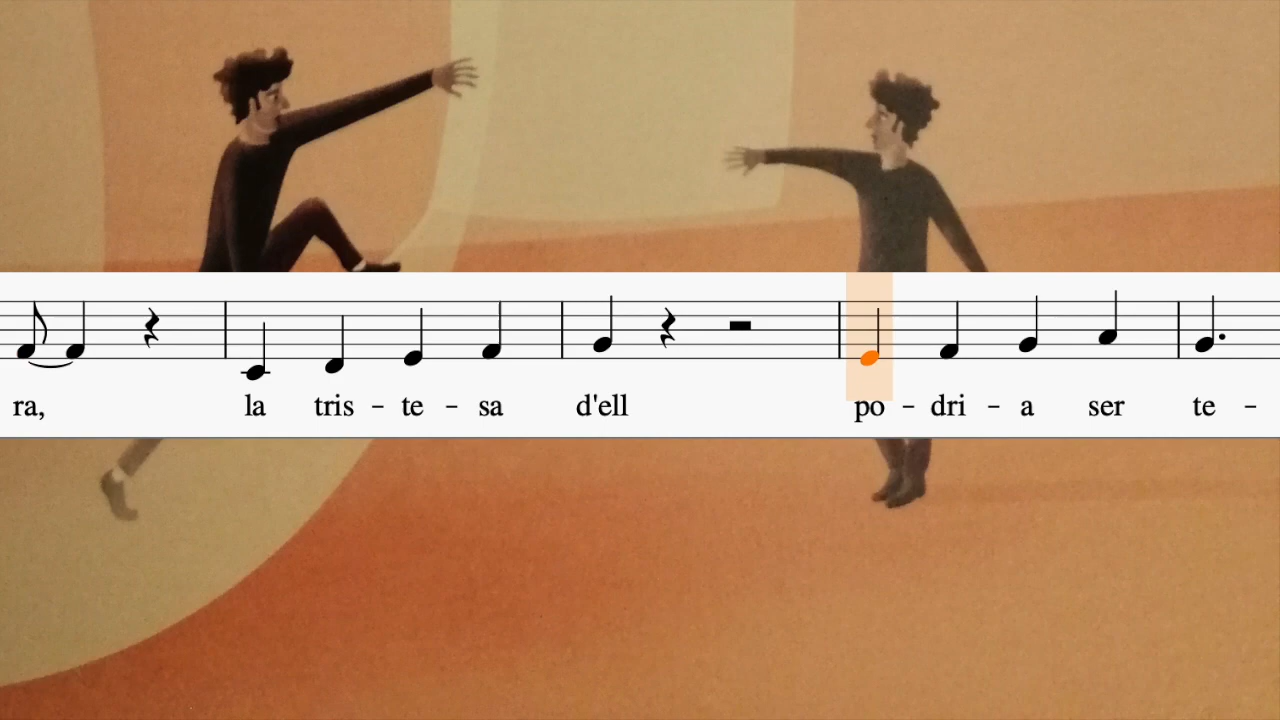 ra, la tris - te - sa d'ell po - dri - a ser te -